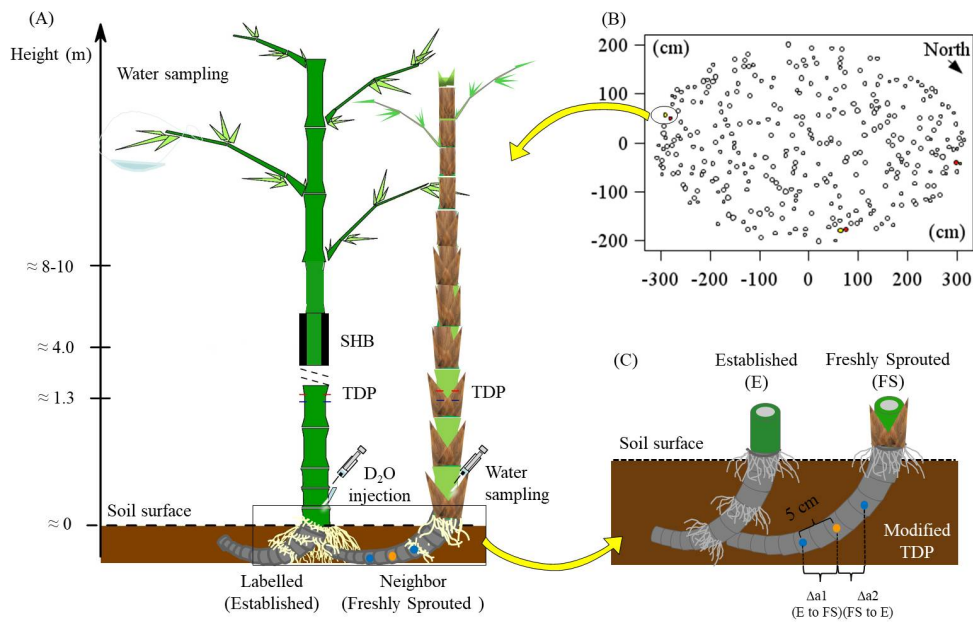 (A)
Height (m)
Water sampling
≈ 8-10
≈ 4.0
≈ 1.3
≈ 0
SHB
TDP
TDP
D₂O
injection
Water
sampling
Soil surface
Labelled
(Established)
Neighbor
(Freshly Sprouted )
(B)
(cm)
North
200
100
0
-100
-200
(cm)
-300 -200 -100 0 100 200 300
(C)
Established
(E)
Freshly Sprouted
(FS)
Soil surface
5 cm
Modified
TDP
Δa1
(E to FS)
Δa2
(FS to E)